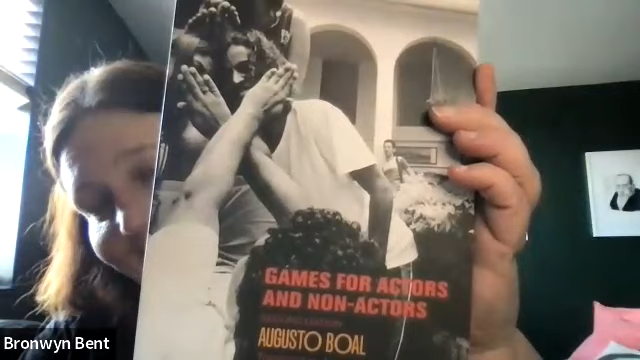 GAMES FOR ACTORS
AND NON-ACTORS
AUGUSTO BOAL
Bronwyn Bent